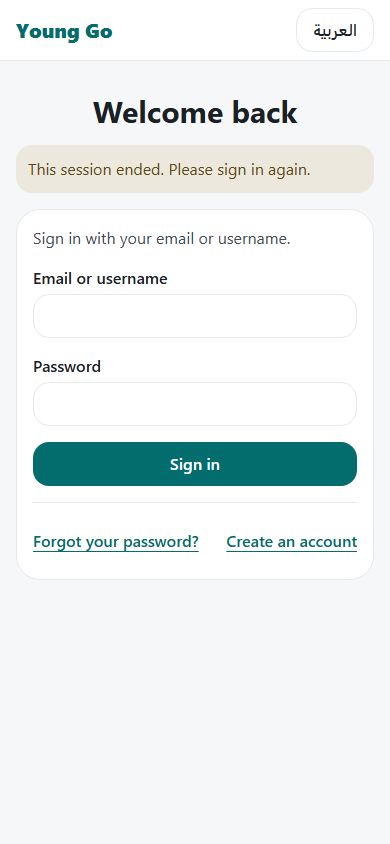 Young Go
العربية
Welcome back
This session ended. Please sign in again.
Sign in with your email or username.
Email or username
Password
Sign in
Forgot your password?
Create an account